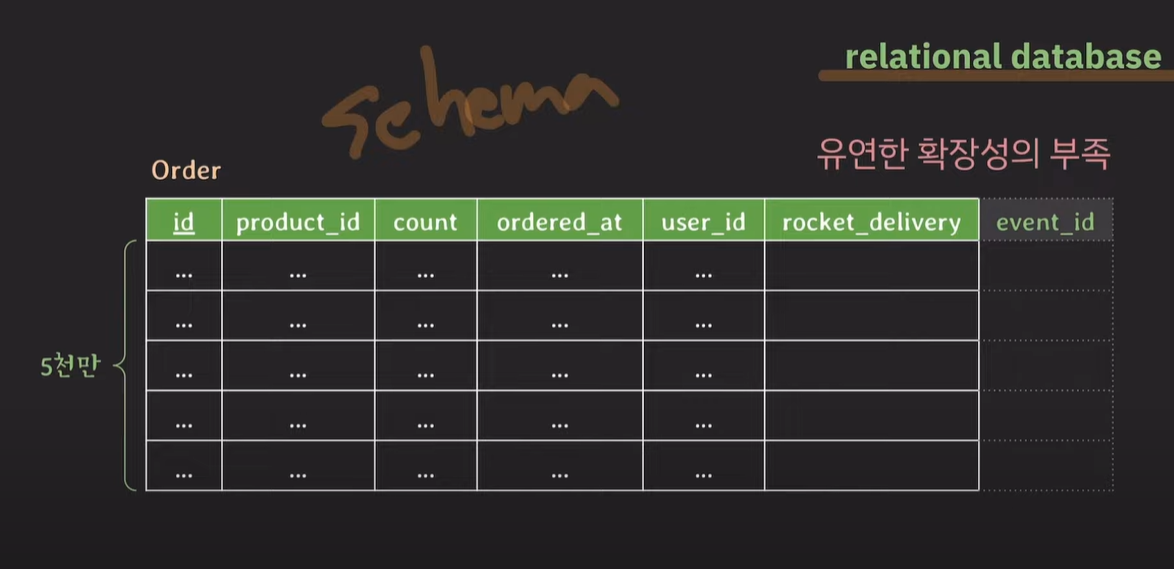 relational database
schema
유연한 확장성의 부족
Order
id product_id count ordered_at user_id rocket_delivery event_id
... ... ... ... ...
... ... ... ... ...
5천만
... ... ... ... ...
... ... ... ... ...
... ... ... ... ...